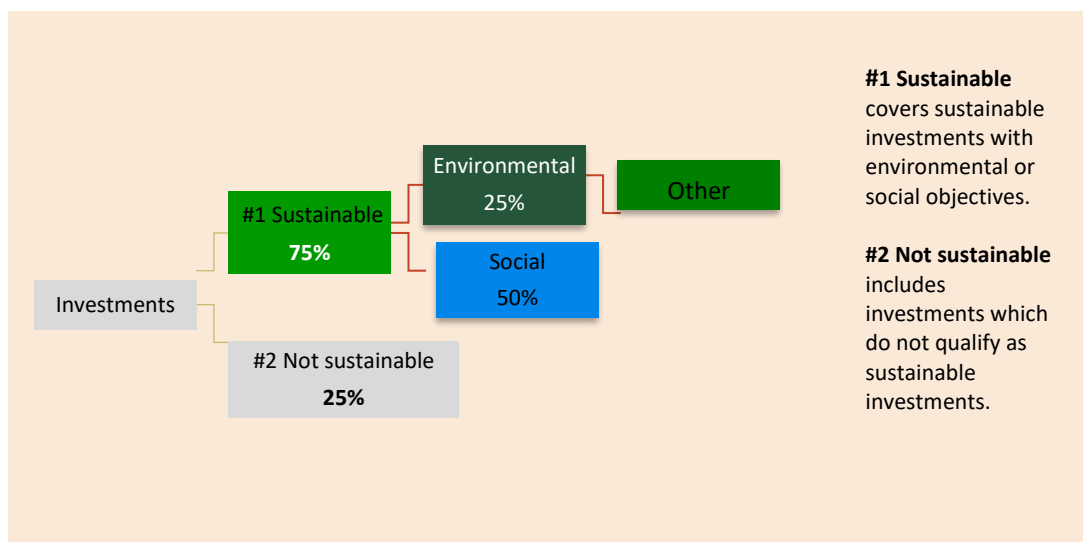 Investments
#1 Sustainable
75%
#2 Not sustainable
25%
Environmental
25%
Social
50%
Other
#1 Sustainable
covers sustainable
investments with
environmental or
social objectives.
#2 Not sustainable
includes
investments which
do not qualify as
sustainable
investments.